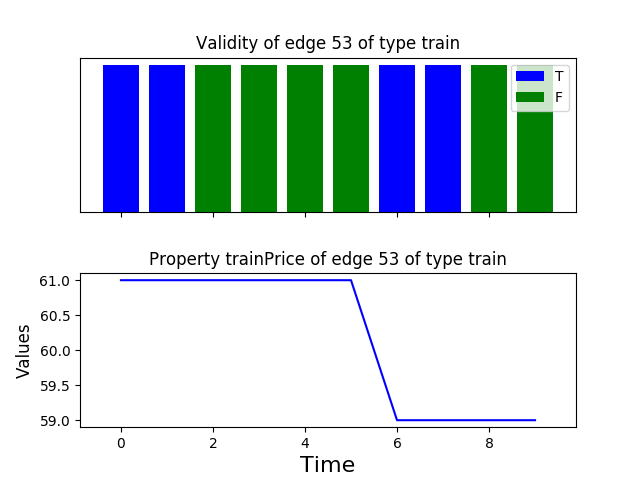 Validity of edge 53 of type train
T
F
Property trainPrice of edge 53 of type train
61.0
60.5
60.0
59.5
59.0
Values
0 2 4 6 8
Time